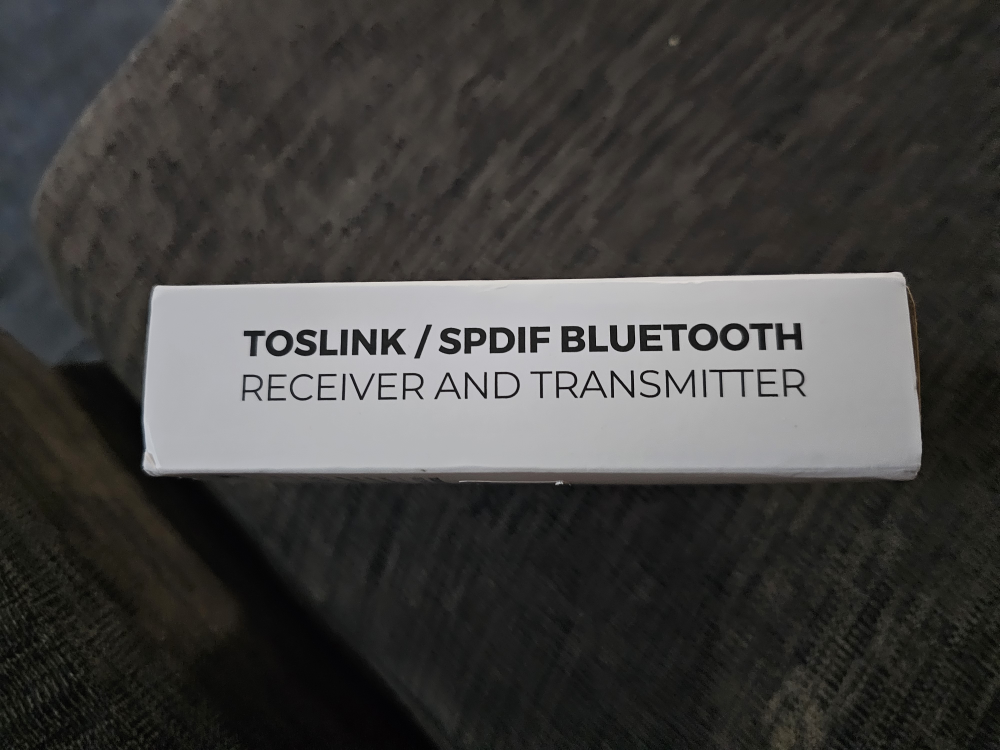 TOSLINK / SPDIF BLUETOOTH
RECEIVER AND TRANSMITTER